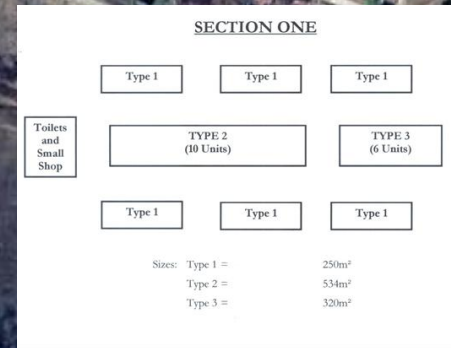 SECTION ONE
Type 1
Type 1
Type 1
Toilets
and
Small
Shop
TYPE 2
(10 Units)
TYPE 3
(6 Units)
Type 1
Type 1
Type 1
Sizes: Type 1 = 250m²
Type 2 = 534m²
Type 3 = 320m²